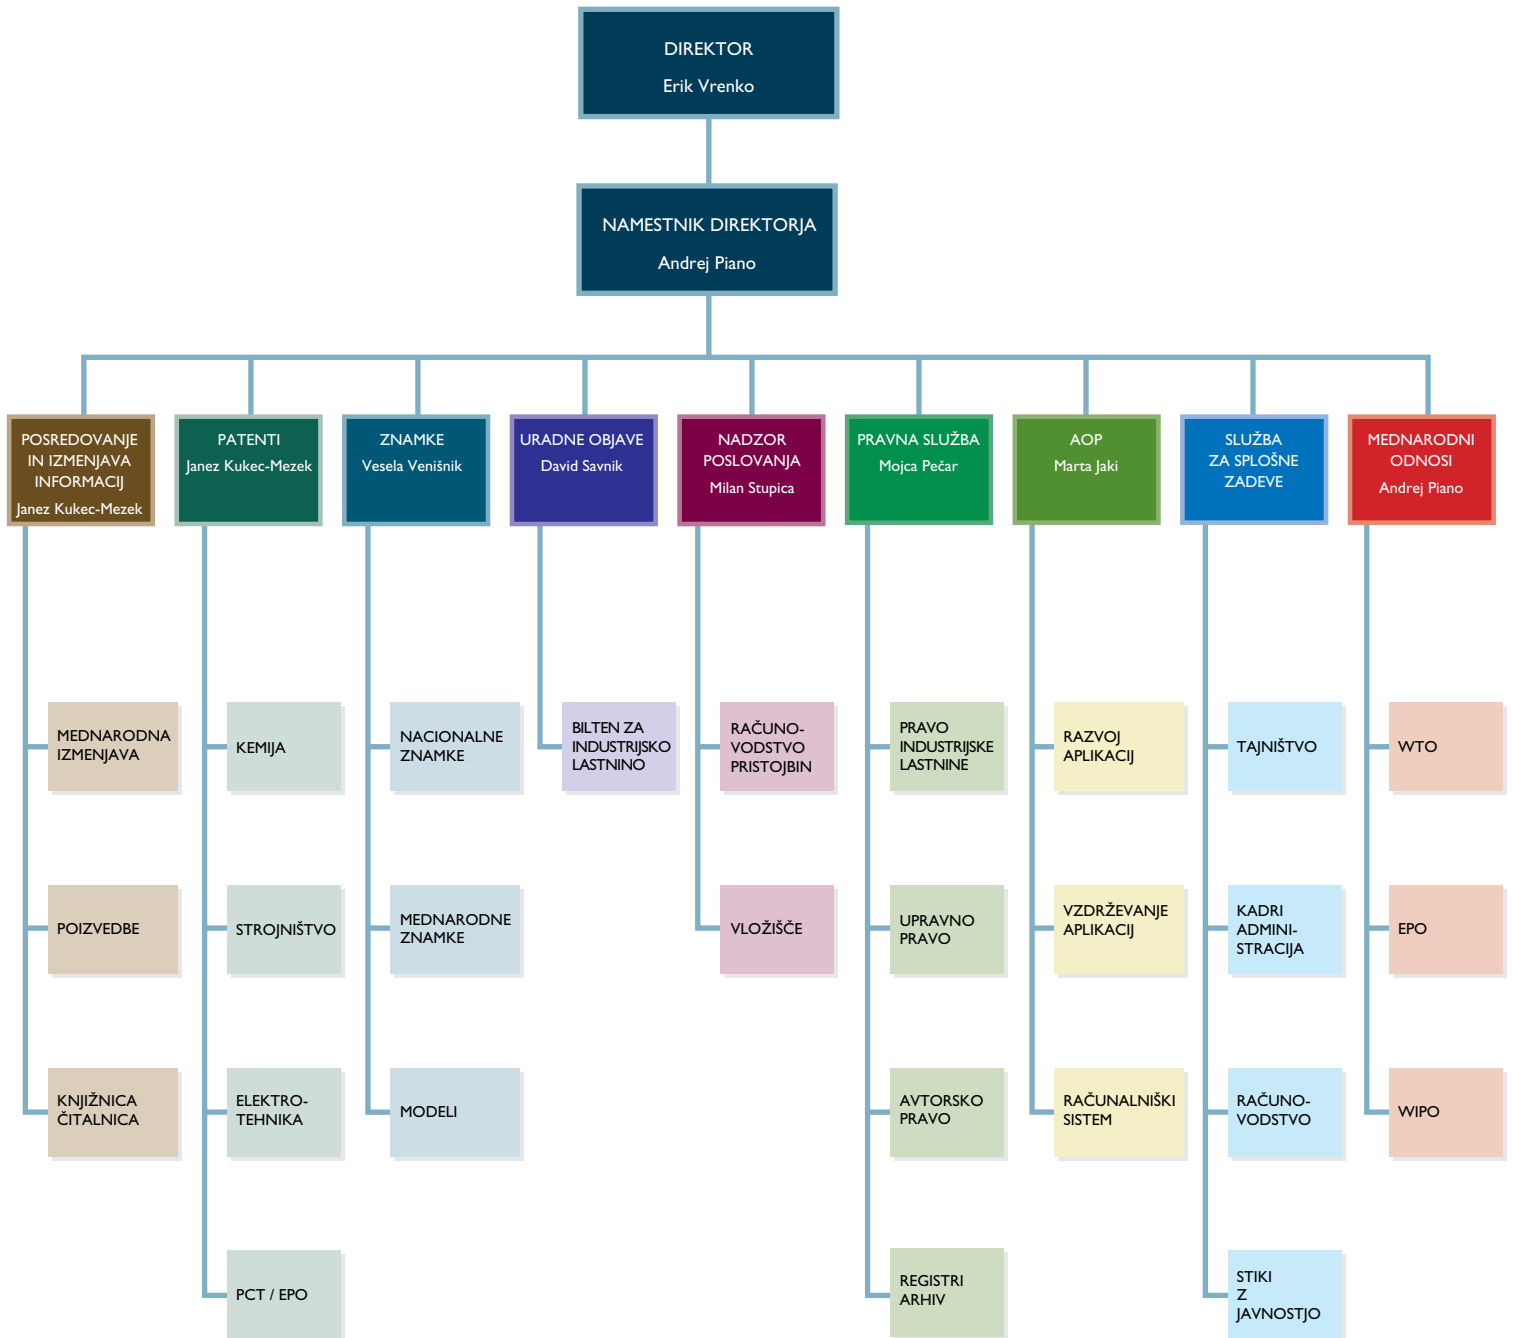 DIREKTOR
Erik Vrenko
NAMESTNIK DIREKTORJA
Andrej Piano
POSREDOVANJE
IN IZMENJAVA
INFORMACIJ
Janez Kukec-Mezek
PATENTI
Janez Kukec-Mezek
ZNAMKE
Vesela Venišnik
URADNE OBJAVE
David Savnik
NADZOR
POSLOVANJA
Milan Stupica
PRAVNA SLUŽBA
Mojca Pečar
AOP
Marta Jaki
SLUŽBA
ZA SPLOŠNE
ZADEVE
MEDNARODNI
ODNOSI
Andrej Piano
MEDNARODNA
IZMENJAVA
KEMIJA
NACIONALNE
ZNAMKE
BILTEN ZA
INDUSTRIJSKO
LASTNINO
RAČUNO-
VODSTVO
PRISTOJBIN
PRAVO
INDUSTRIJSKE
LASTNINE
RAZVOJ
APLIKACIJ
TAJNIŠTVO
WTO
POIZVEDBE
STROJNIŠTVO
MEDNARODNE
ZNAMKE
VLOŽIŠČE
UPRAVNO
PRAVO
VZDRŽEVANJE
APLIKACIJ
KADRI
ADMINI-
STRACIJA
EPO
KNJIŽNICA
ČITALNICA
ELEKTRO-
TEHNIKA
MODELI
AVTORSKO
PRAVO
RAČUNALNIŠKI
SISTEM
RAČUNO-
VODSTVO
WIPO
PCT / EPO
REGISTRI
ARHIV
STIKI
Z
JAVNOSTJO